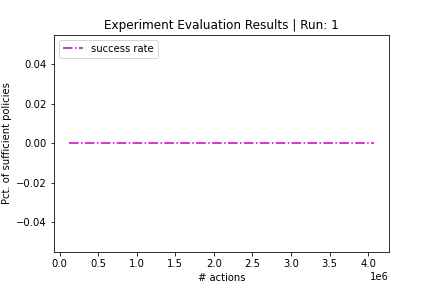 Experiment Evaluation Results | Run: 1
success rate
Pct. of sufficient policies
0.04
0.02
0.00
−0.02
−0.04
0.0 0.5 1.0 1.5 2.0 2.5 3.0 3.5 4.0
1e6
# actions